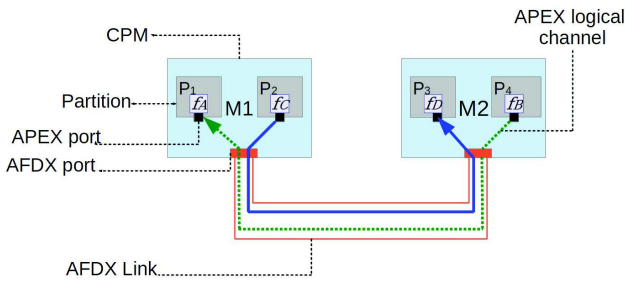 APEX logical
channel
CPM
P1
P2
P3
P4
fA
fC
fD
fB
M1
M2
Partition
APEX port
AFDX port
AFDX Link